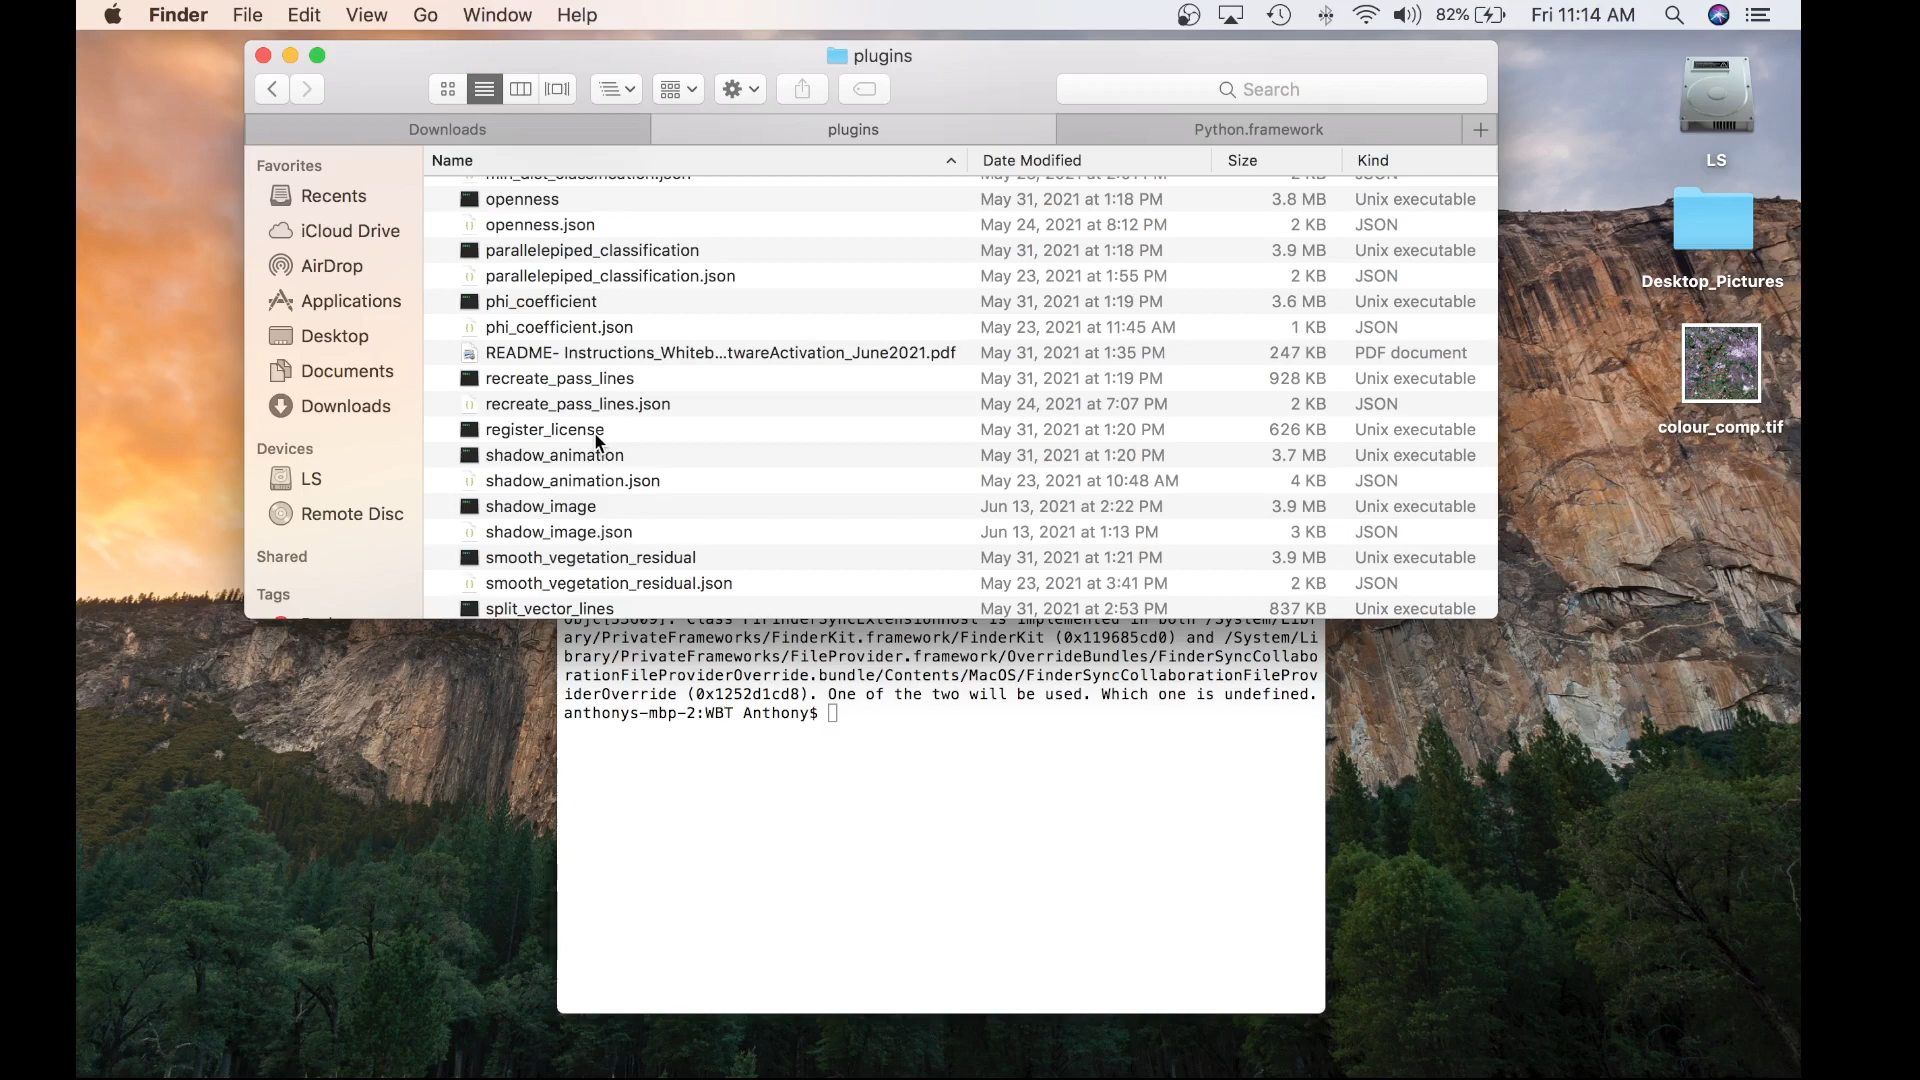 Finder File Edit View Go Window Help 82% Fri 11:14 AM
plugins
Search
Downloads plugins Python.framework +
Favorites
Recents
iCloud Drive
AirDrop
Applications
Desktop
Documents
Downloads
Devices
LS
Remote Disc
Shared
Tags
Name Date Modified Size Kind
openness May 31, 2021 at 1:18 PM 3.8 MB Unix executable
openness.json May 24, 2021 at 8:12 PM 2 KB JSON
parallelepiped_classification May 31, 2021 at 1:18 PM 3.9 MB Unix executable
parallelepiped_classification.json May 23, 2021 at 1:55 PM 2 KB JSON
phi_coefficient May 31, 2021 at 1:19 PM 3.6 MB Unix executable
phi_coefficient.json May 23, 2021 at 11:45 AM 1 KB JSON
README- Instructions_Whiteb...twareActivation_June2021.pdf May 31, 2021 at 1:35 PM 247 KB PDF document
recreate_pass_lines May 31, 2021 at 1:19 PM 928 KB Unix executable
recreate_pass_lines.json May 24, 2021 at 7:07 PM 2 KB JSON
register_license May 31, 2021 at 1:20 PM 626 KB Unix executable
shadow_animation May 31, 2021 at 1:20 PM 3.7 MB Unix executable
shadow_animation.json May 23, 2021 at 10:48 AM 4 KB JSON
shadow_image Jun 13, 2021 at 2:22 PM 3.9 MB Unix executable
shadow_image.json Jun 13, 2021 at 1:13 PM 3 KB JSON
smooth_vegetation_residual May 31, 2021 at 1:21 PM 3.9 MB Unix executable
smooth_vegetation_residual.json May 23, 2021 at 3:41 PM 2 KB JSON
split_vector_lines May 31, 2021 at 2:53 PM 837 KB Unix executable
ary/PrivateFrameworks/FinderKit.framework/FinderKit (0x119685cd0) and /System/Li
brary/PrivateFrameworks/FileProvider.framework/OverrideBundles/FinderSyncCollabo
rationFileProviderOverride.bundle/Contents/MacOS/FinderSyncCollaborationFileProv
iderOverride (0x1252d1cd8). One of the two will be used. Which one is undefined.
anthonys-mbp-2:WBT Anthony$
LS
Desktop_Pictures
colour_comp.tif